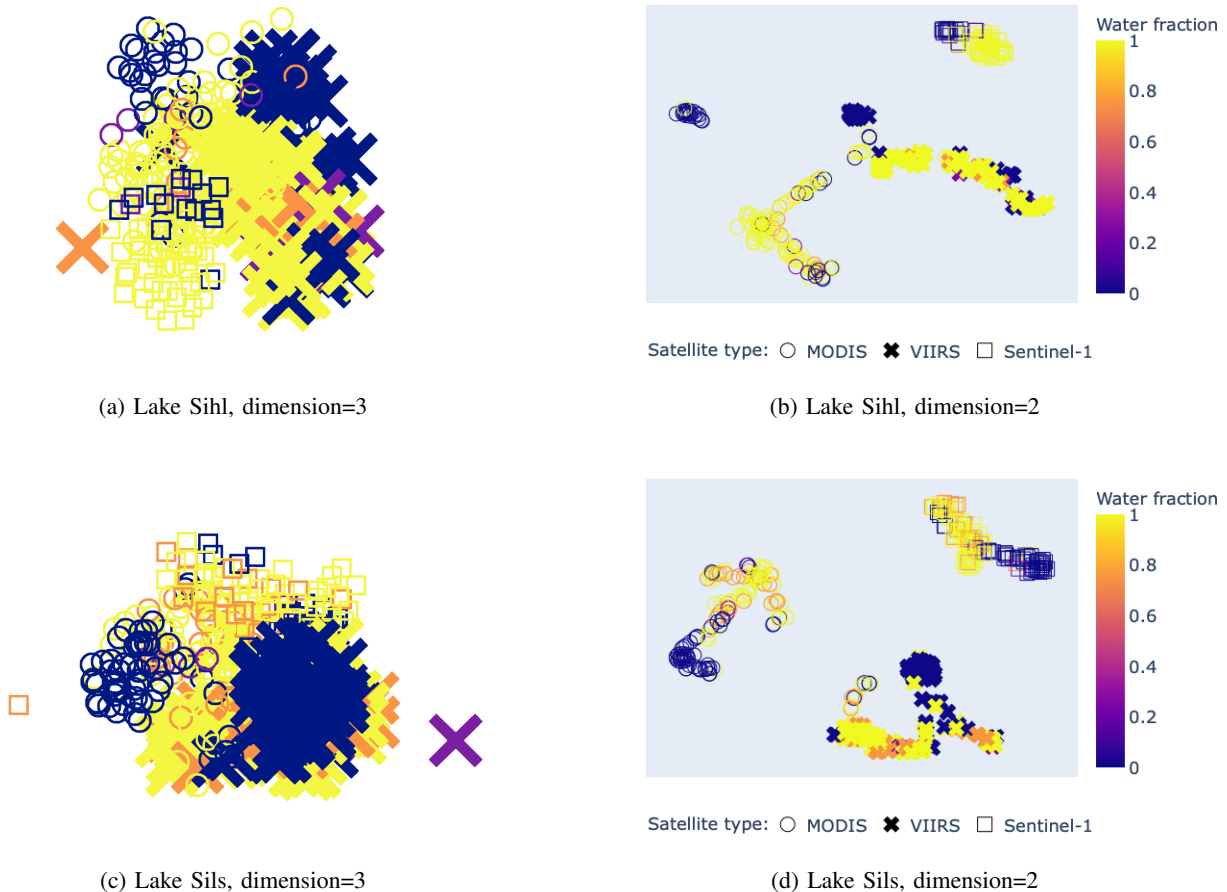 Water fraction
1
0.8
0.6
0.4
0.2
0
Satellite type: MODIS VIIRS Sentinel-1
(a) Lake Sihl, dimension=3
(b) Lake Sihl, dimension=2
Water fraction
1
0.8
0.6
0.4
0.2
0
Satellite type: MODIS VIIRS Sentinel-1
(c) Lake Sils, dimension=3
(d) Lake Sils, dimension=2